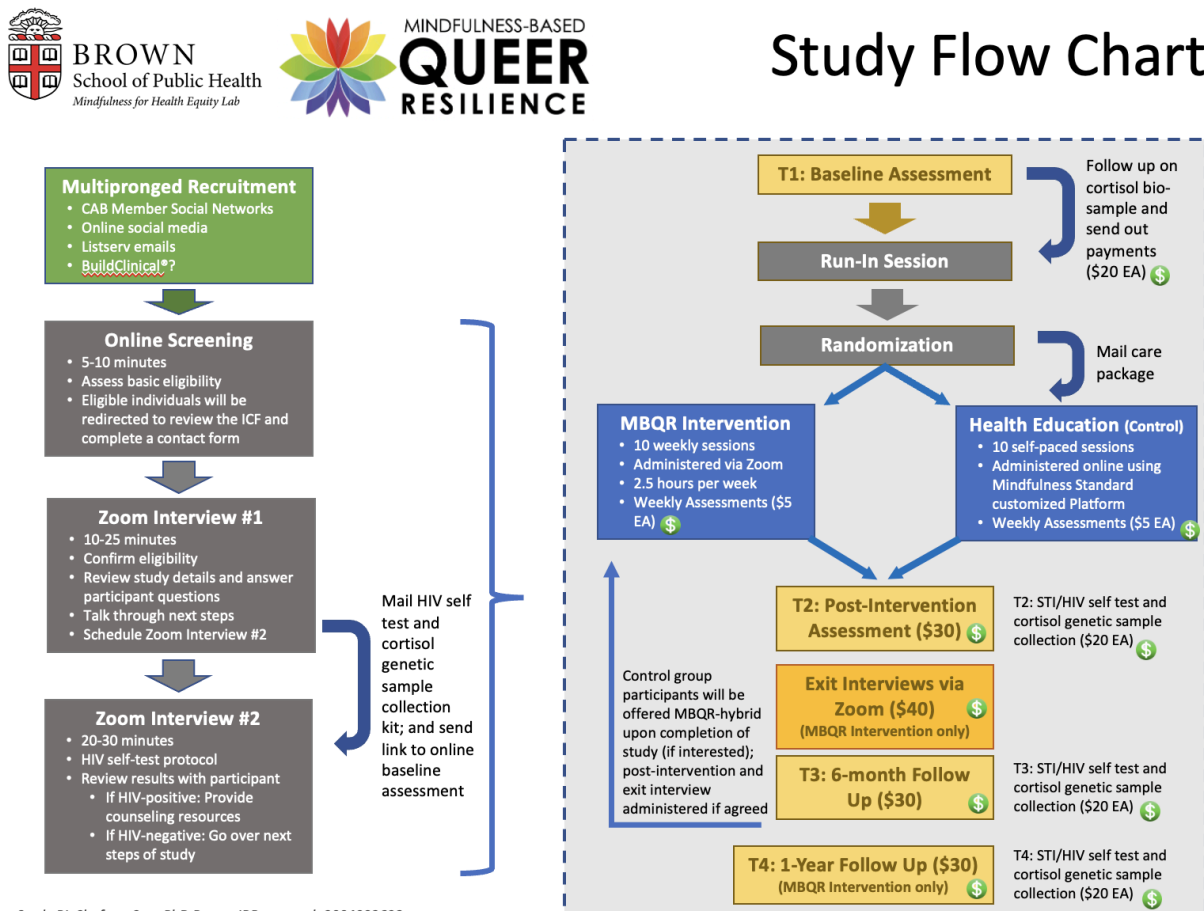 BROWN
School of Public Health
Mindfulness for Health Equity Lab
MINDFULNESS-BASED
QUEER
RESILIENCE
Study Flow Chart
Multipronged Recruitment
• CAB Member Social Networks
• Online social media
• Listserv emails
• BuildClinical®?
Online Screening
• 5-10 minutes
• Assess basic eligibility
• Eligible individuals will be
redirected to review the ICF and
complete a contact form
Zoom Interview #1
• 10-25 minutes
• Confirm eligibility
• Review study details and answer
participant questions
• Talk through next steps
• Schedule Zoom Interview #2
Zoom Interview #2
• 20-30 minutes
• HIV self-test protocol
• Review results with participant
• If HIV-positive: Provide
counseling resources
• If HIV-negative: Go over next
steps of study
Mail HIV self
test and
cortisol
genetic
sample
collection
kit; and send
link to online
baseline
assessment
T1: Baseline Assessment
Follow up on
cortisol bio-
sample and
send out
payments
($20 EA) $
Run-In Session
Randomization
Mail care
package
MBQR Intervention
• 10 weekly sessions
• Administered via Zoom
• 2.5 hours per week
• Weekly Assessments ($5
EA) $
Health Education (Control)
• 10 self-paced sessions
• Administered online using
Mindfulness Standard
customized Platform
• Weekly Assessments ($5 EA) $
Control group
participants will be
offered MBQR-hybrid
upon completion of
study (if interested);
post-intervention and
exit interview
administered if agreed
T2: Post-Intervention
Assessment ($30) $
T2: STI/HIV self test and
cortisol genetic sample
collection ($20 EA) $
Exit Interviews via
Zoom ($40) $
(MBQR Intervention only)
T3: 6-month Follow
Up ($30) $
T3: STI/HIV self test and
cortisol genetic sample
collection ($20 EA) $
T4: 1-Year Follow Up ($30)
(MBQR Intervention only) $
T4: STI/HIV self test and
cortisol genetic sample
collection ($20 EA) $